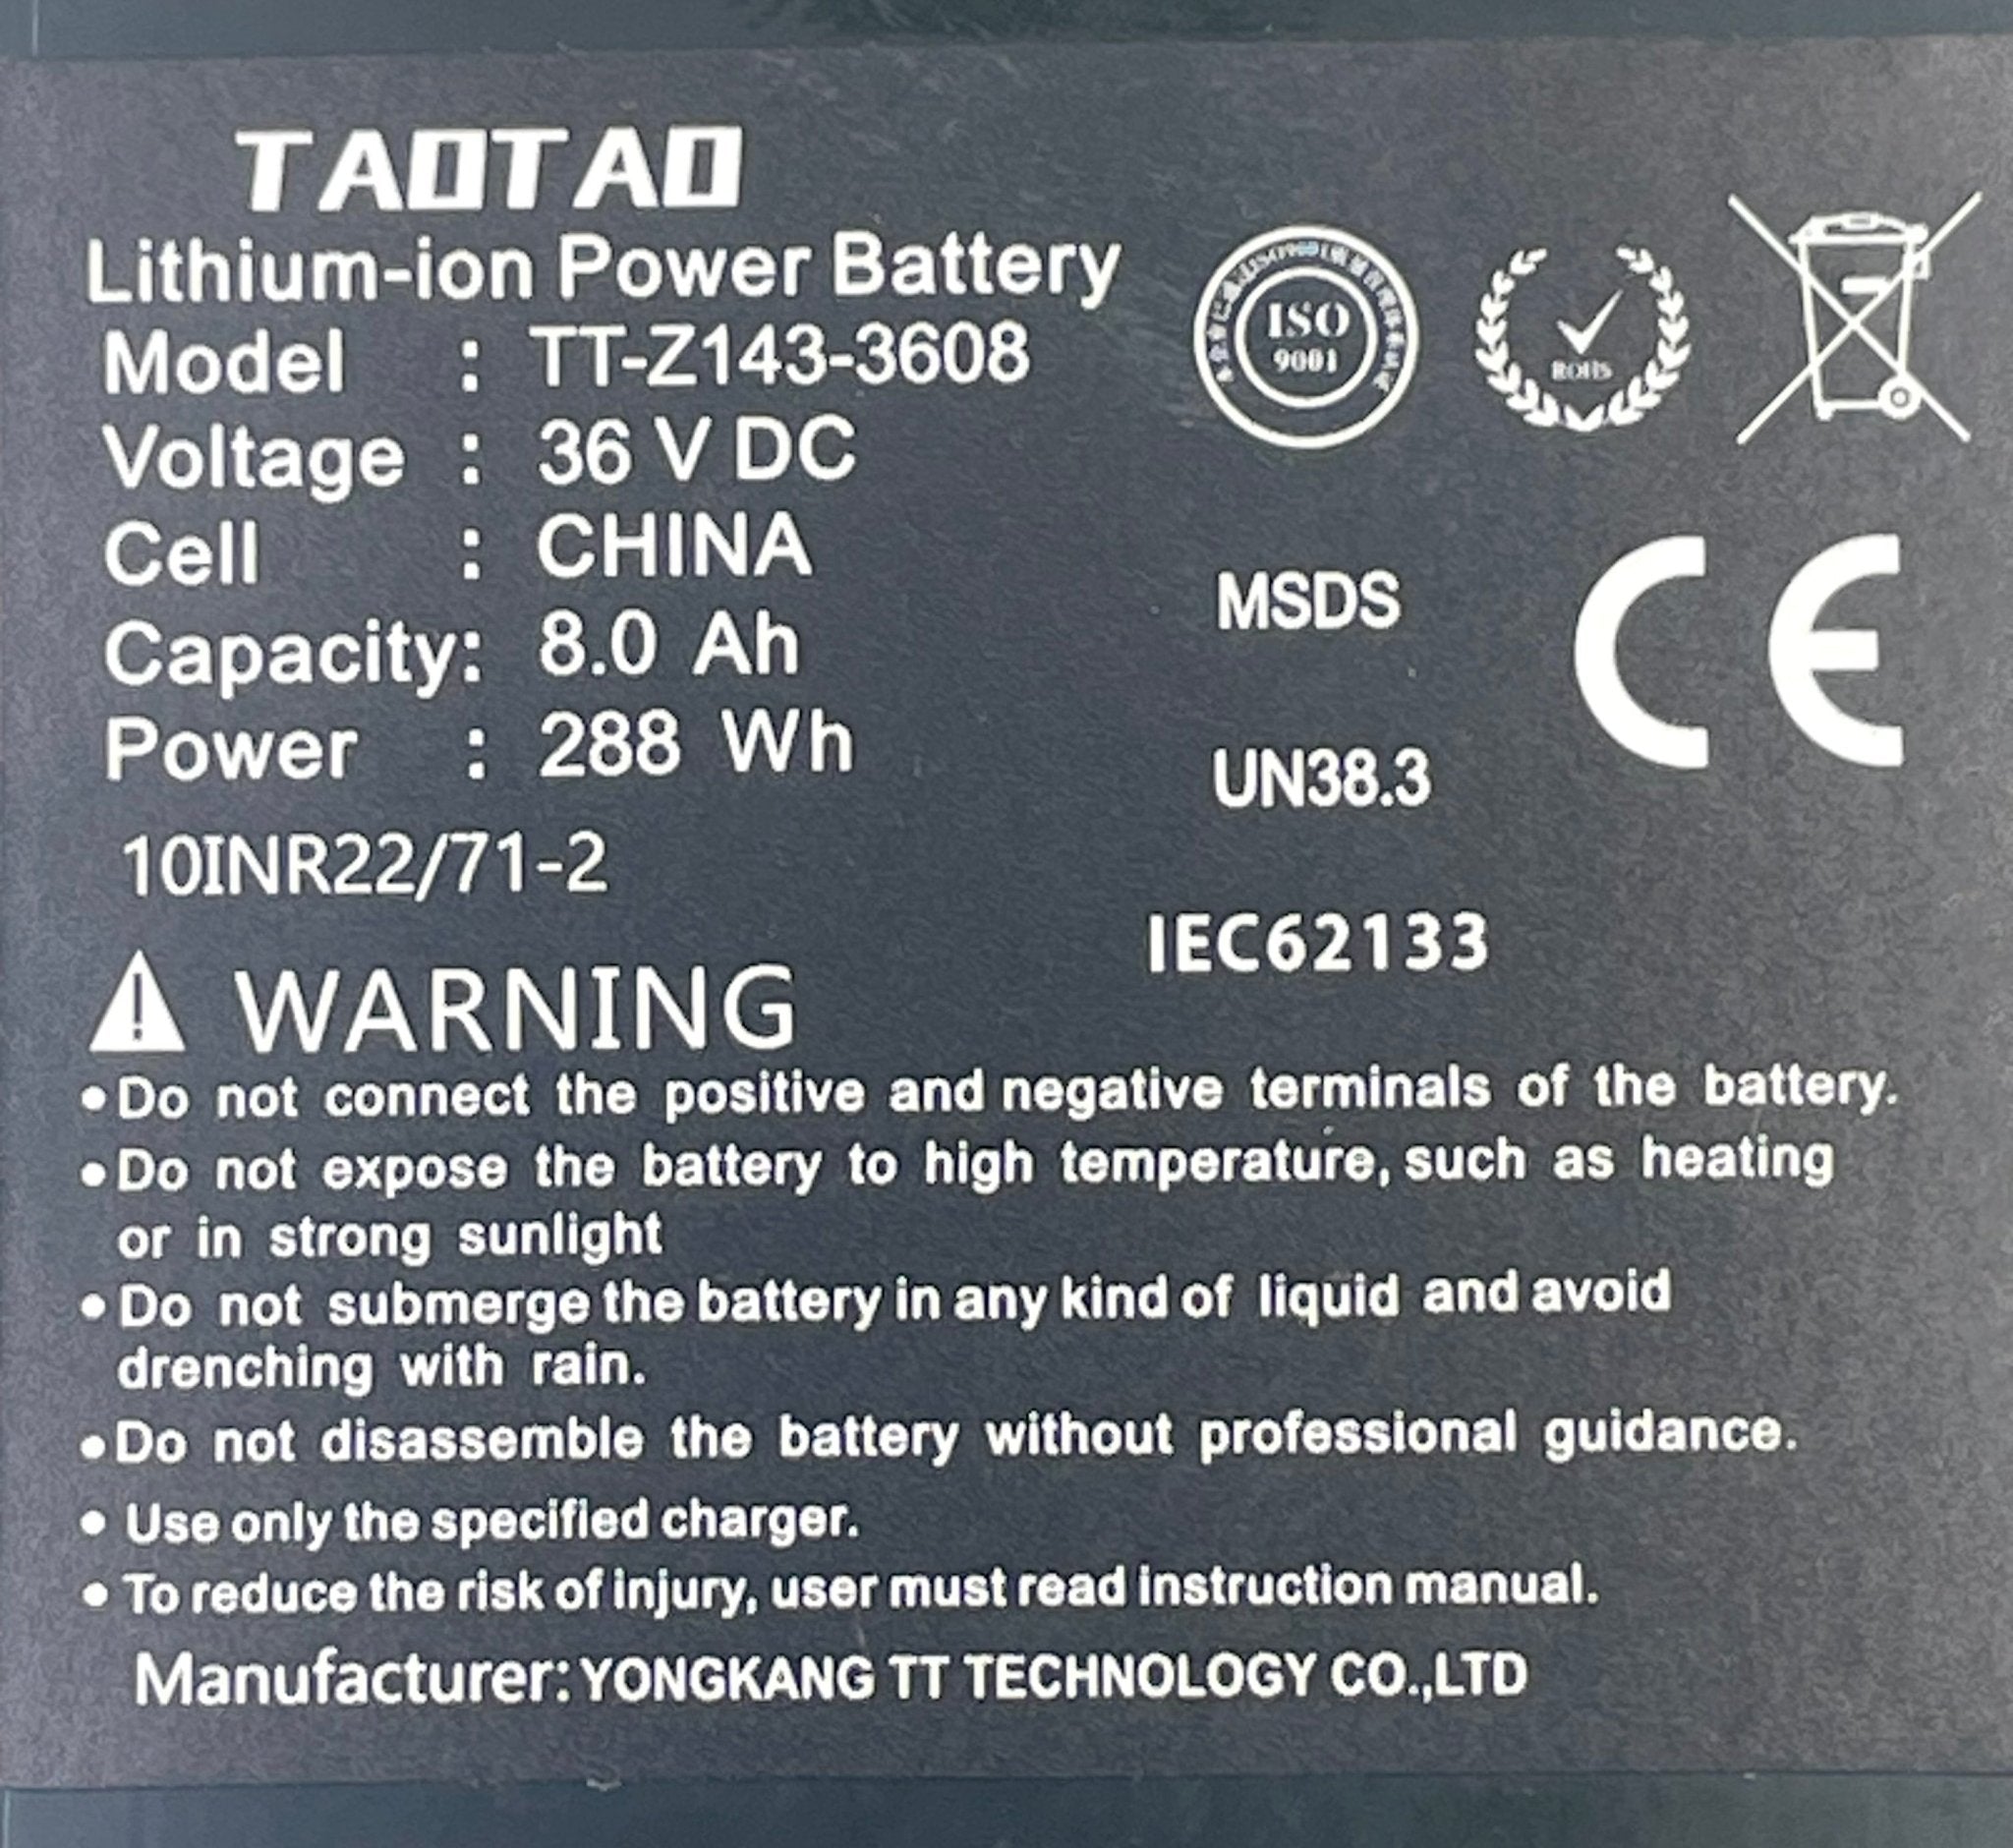 TAOTAO
Lithium-ion Power Battery
Model : TT-Z143-3608
Voltage : 36 V DC
Cell : CHINA
Capacity: 8.0 Ah
Power : 288 Wh
10INR22/71-2
ISO
9001
ROHS
MSDS
CE
UN38.3
IEC62133
! WARNING
• Do not connect the positive and negative terminals of the battery.
• Do not expose the battery to high temperature, such as heating
or in strong sunlight
• Do not submerge the battery in any kind of liquid and avoid
drenching with rain.
• Do not disassemble the battery without professional guidance.
• Use only the specified charger.
• To reduce the risk of injury, user must read instruction manual.
Manufacturer: YONGKANG TT TECHNOLOGY CO.,LTD